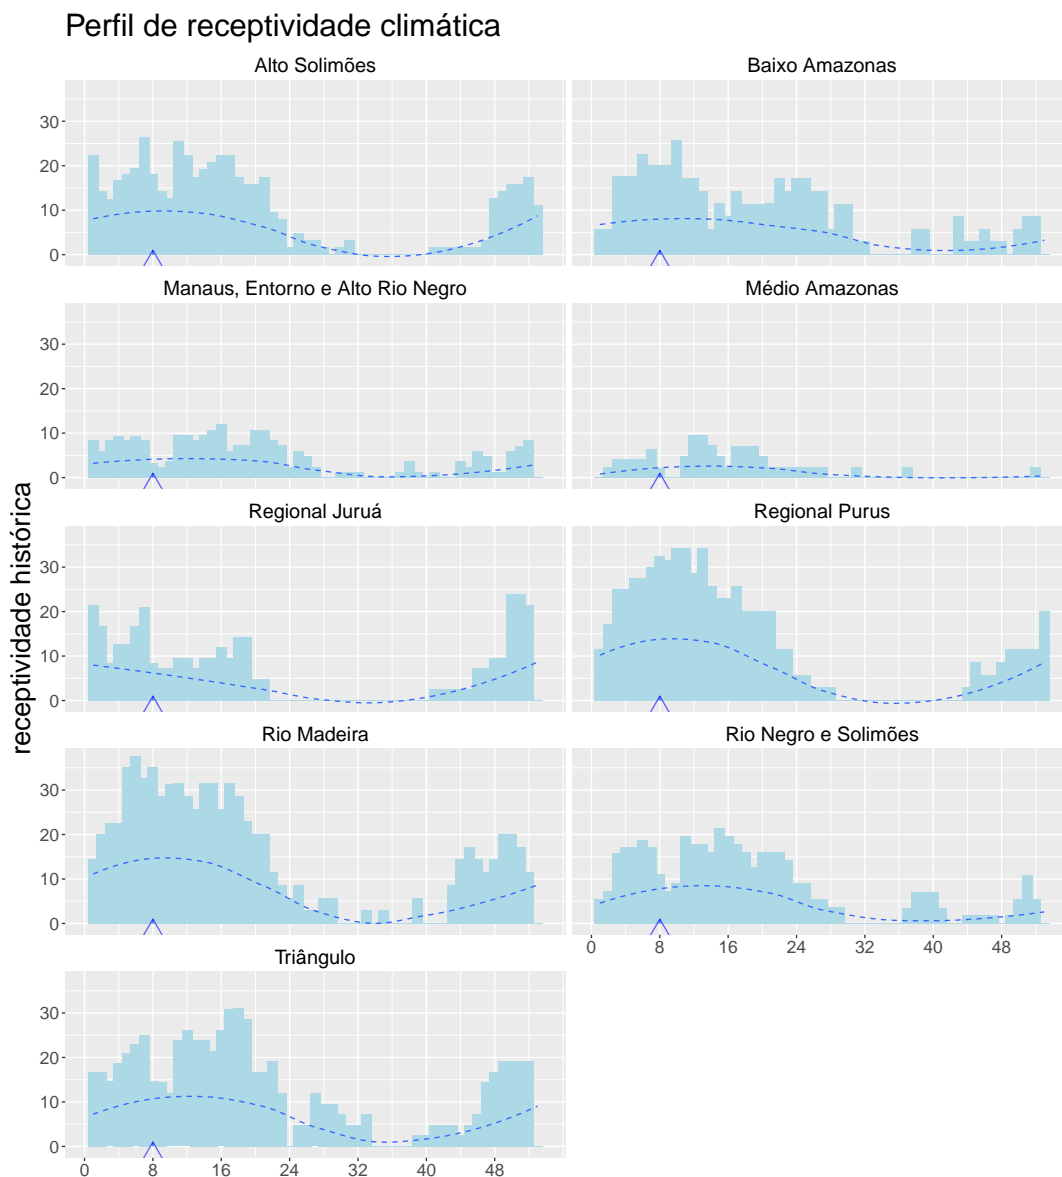 Perfil de receptividade climática
Alto Solimões
Baixo Amazonas
30
20
10
0
Manaus, Entorno e Alto Rio Negro
Médio Amazonas
30
20
10
0
Regional Juruá
Regional Purus
30
20
10
0
receptividade histórica
Rio Madeira
Rio Negro e Solimões
30
20
10
0
0 8 16 24 32 40 48
Triângulo
30
20
10
0
0 8 16 24 32 40 48